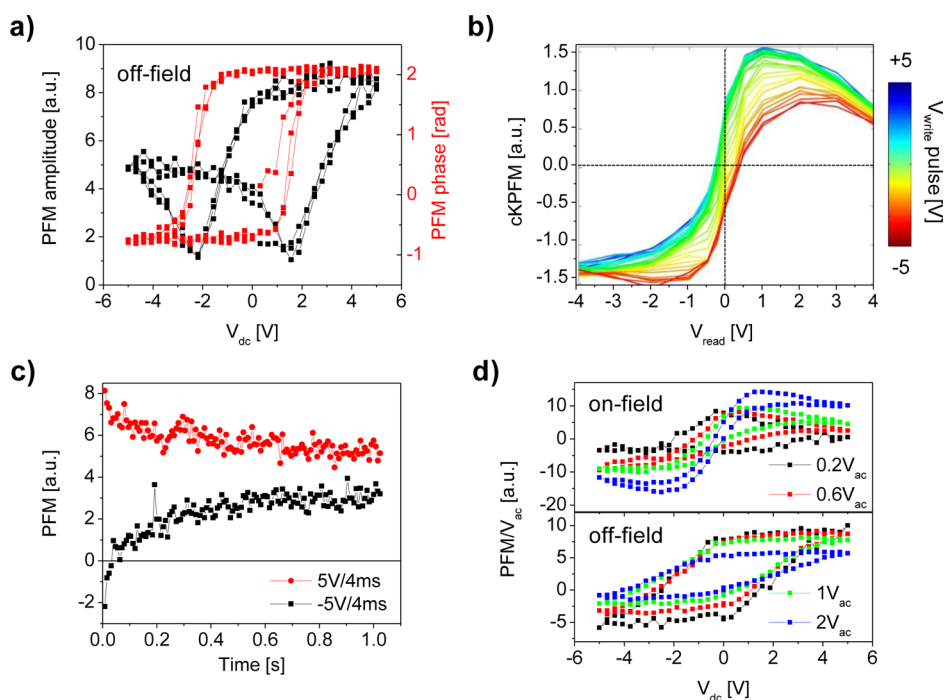 a)
off-field
PFM amplitude [a.u.]
10
8
6
4
2
0
-6 -4 -2 0 2 4 6
V_dc [V]
PFM phase [rad]
2
1
0
-1
b)
cKPFM [a.u.]
1.5
1.0
0.5
0.0
-0.5
-1.0
-1.5
-4 -3 -2 -1 0 1 2 3 4
V_read [V]
+5
V_write pulse [V]
-5
c)
PFM [a.u.]
8
6
4
2
0
-2
5V/4ms
-5V/4ms
0.0 0.2 0.4 0.6 0.8 1.0
Time [s]
d)
PFM/V_ac [a.u.]
on-field
20
10
0
-10
-20
0.2V_ac
0.6V_ac
off-field
10
5
0
-5
1V_ac
2V_ac
-6 -4 -2 0 2 4 6
V_dc [V]